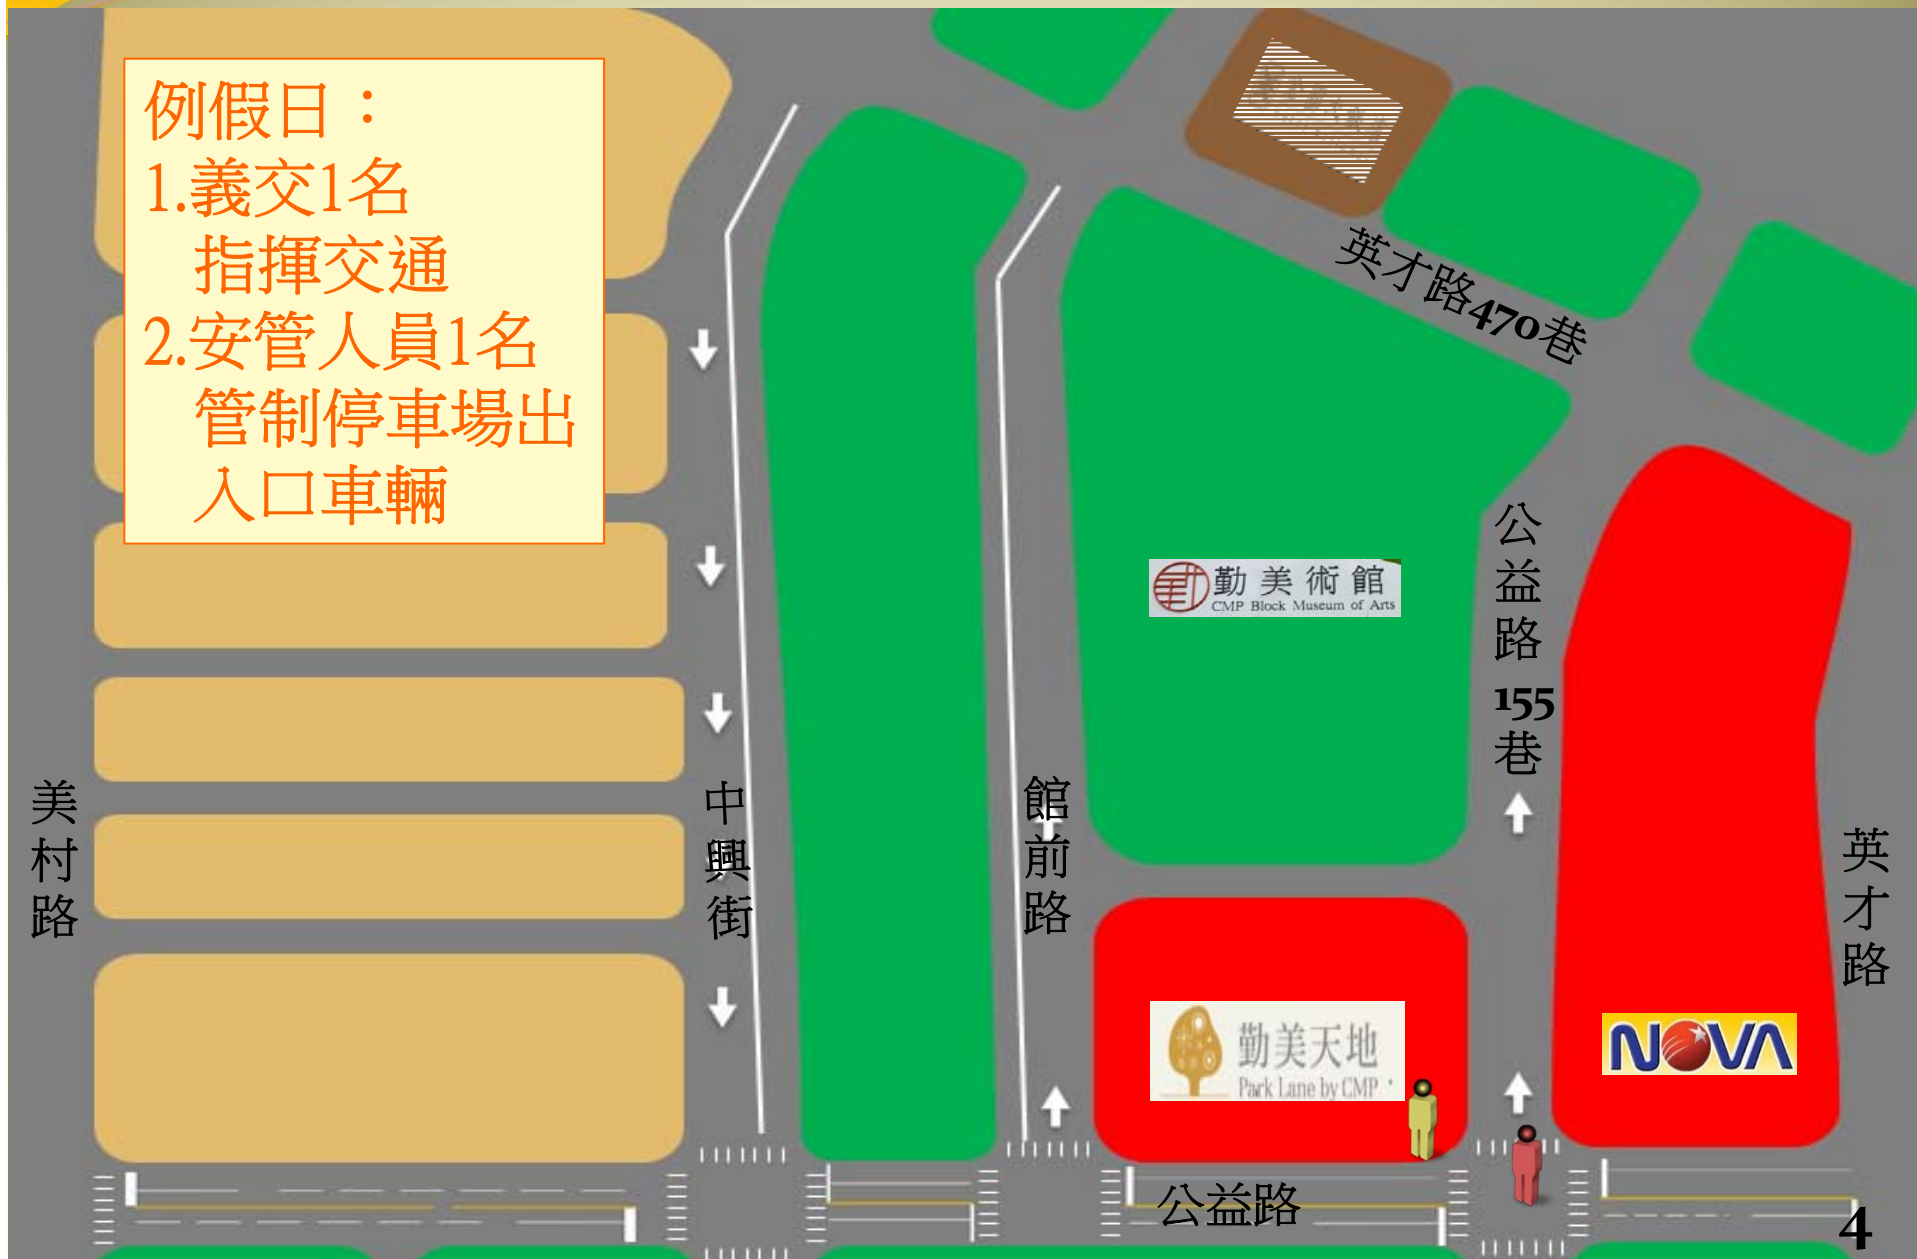 例假日：
1.義交1名
指揮交通
2.安管人員1名
管制停車場出
入口車輛
英才路470巷
勤美術館
CMP Block Museum of Arts
公益路155巷
美村路
中興街
館前路
英才路
勤美天地
Park Lane by CMP
NOVA
公益路
4